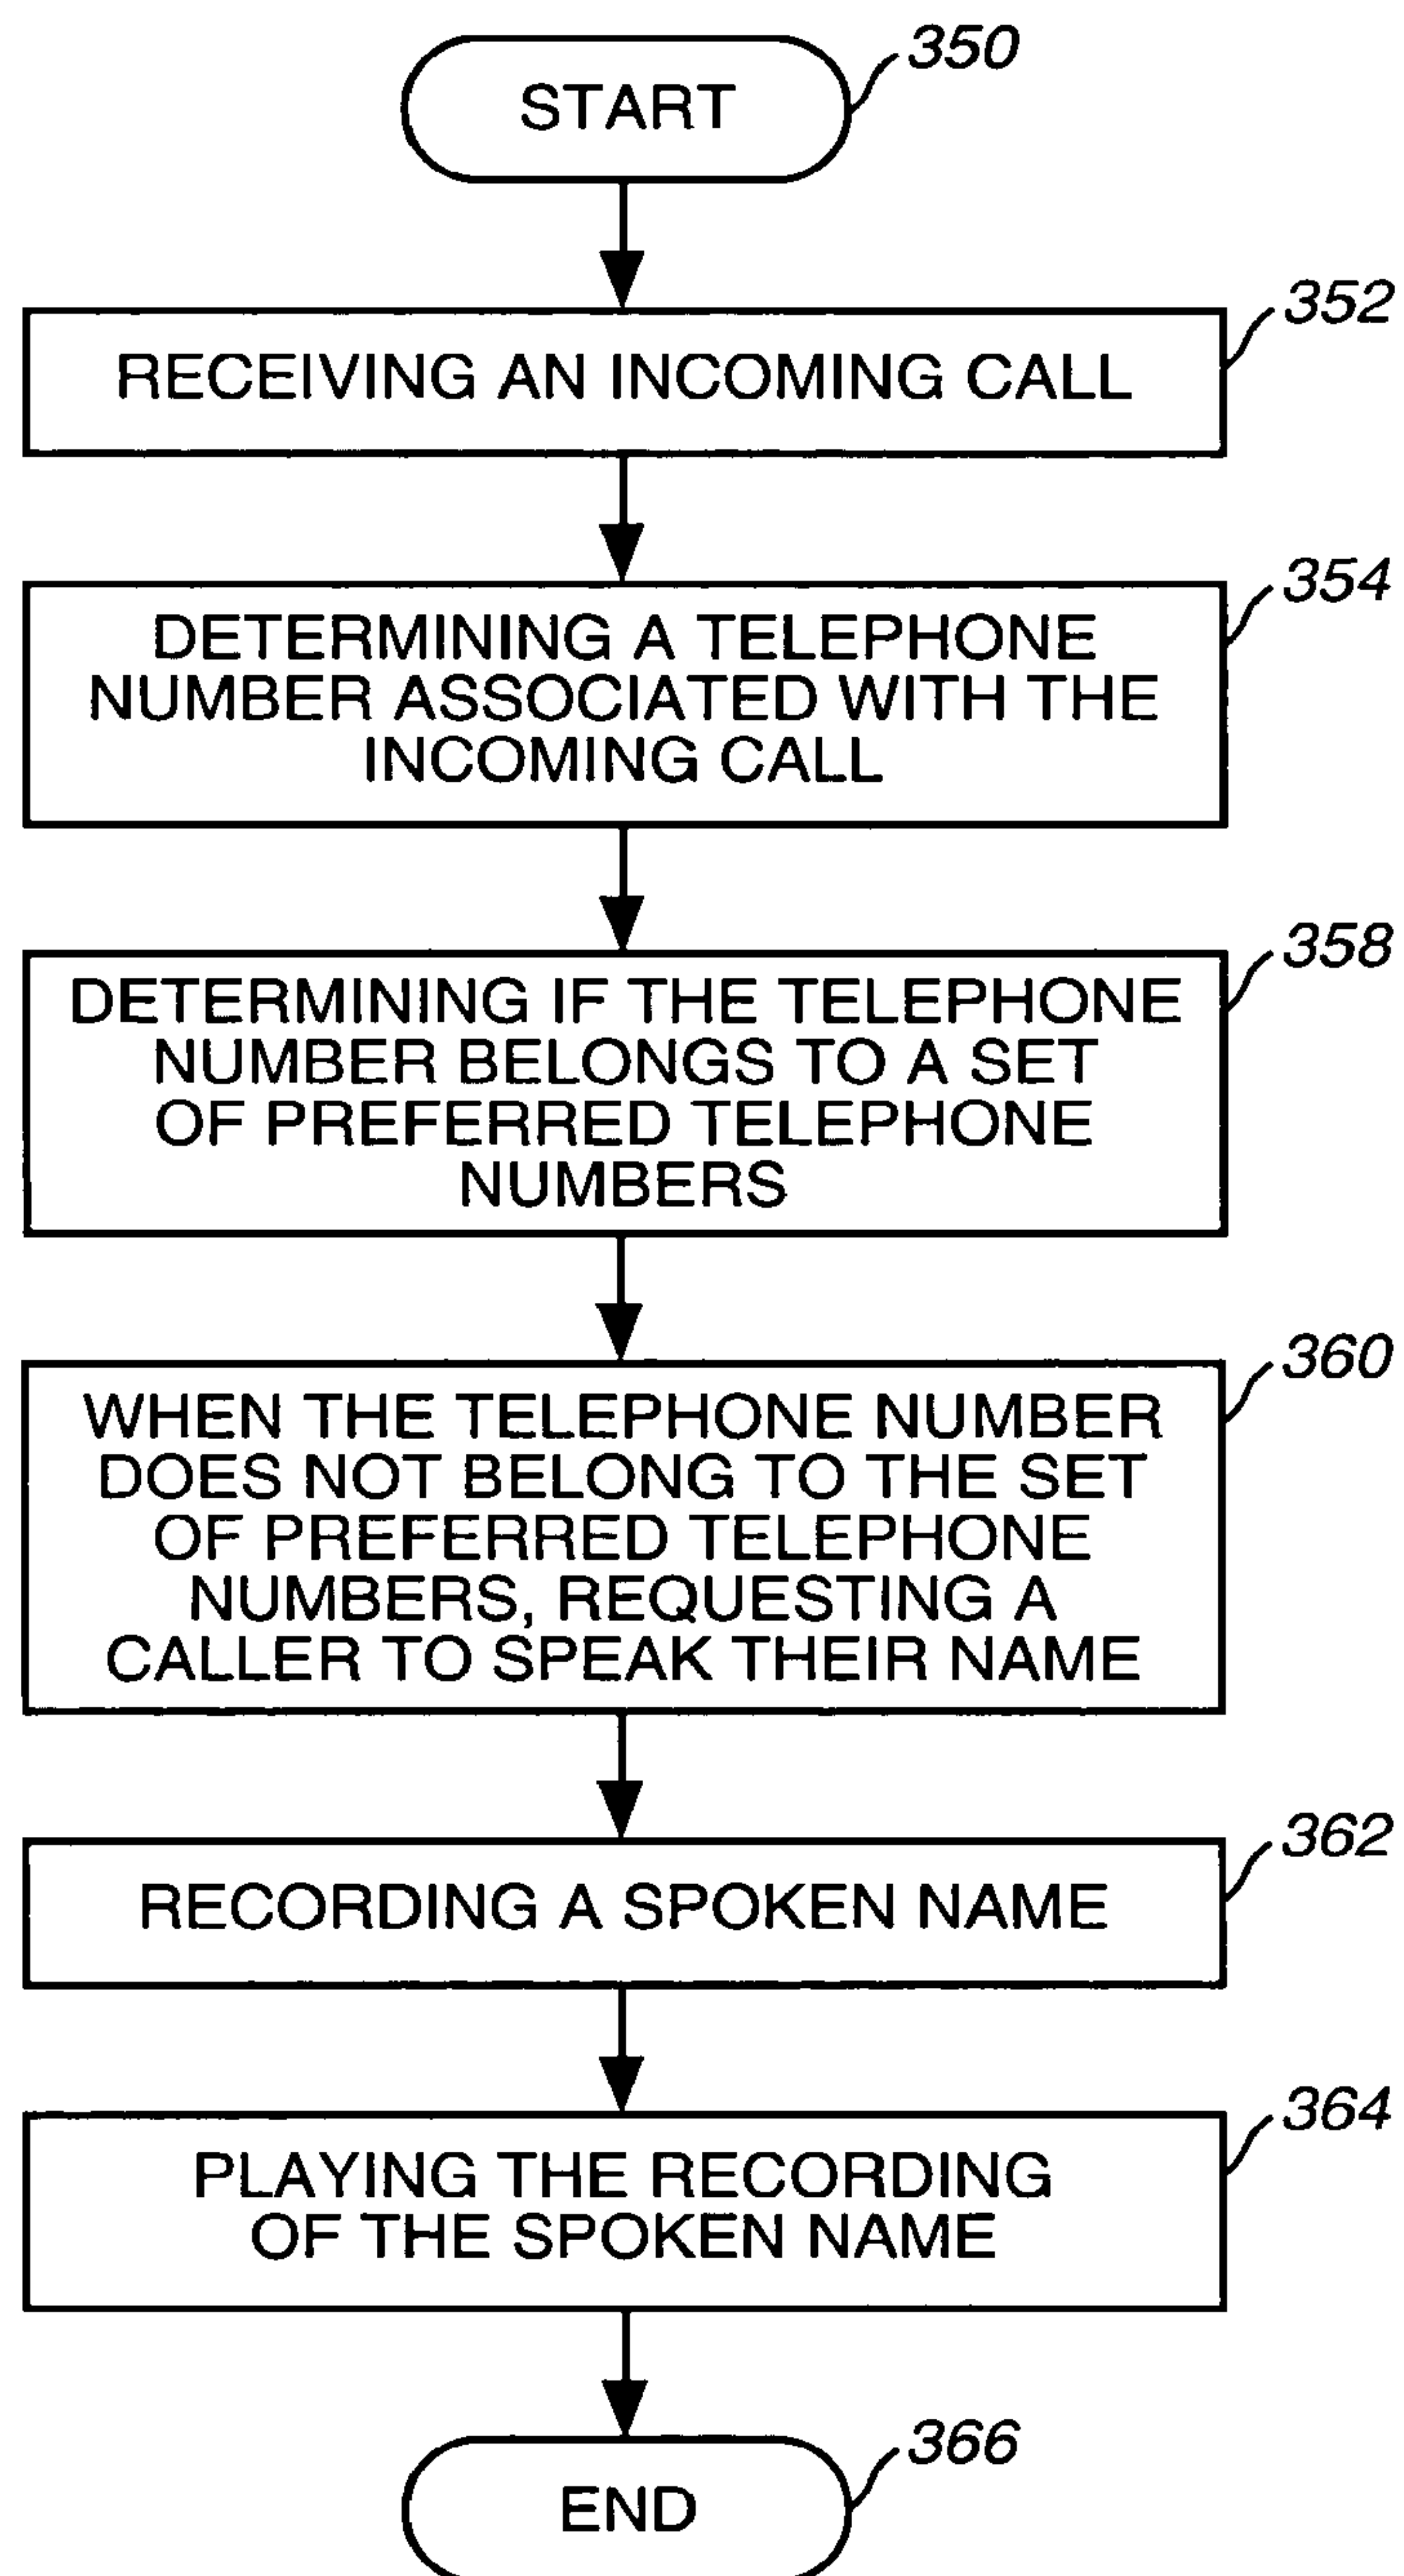 START
350
RECEIVING AN INCOMING CALL
352
DETERMINING A TELEPHONE
NUMBER ASSOCIATED WITH THE
INCOMING CALL
354
DETERMINING IF THE TELEPHONE
NUMBER BELONGS TO A SET
OF PREFERRED TELEPHONE
NUMBERS
358
WHEN THE TELEPHONE NUMBER
DOES NOT BELONG TO THE SET
OF PREFERRED TELEPHONE
NUMBERS, REQUESTING A
CALLER TO SPEAK THEIR NAME
360
RECORDING A SPOKEN NAME
362
PLAYING THE RECORDING
OF THE SPOKEN NAME
364
END
366